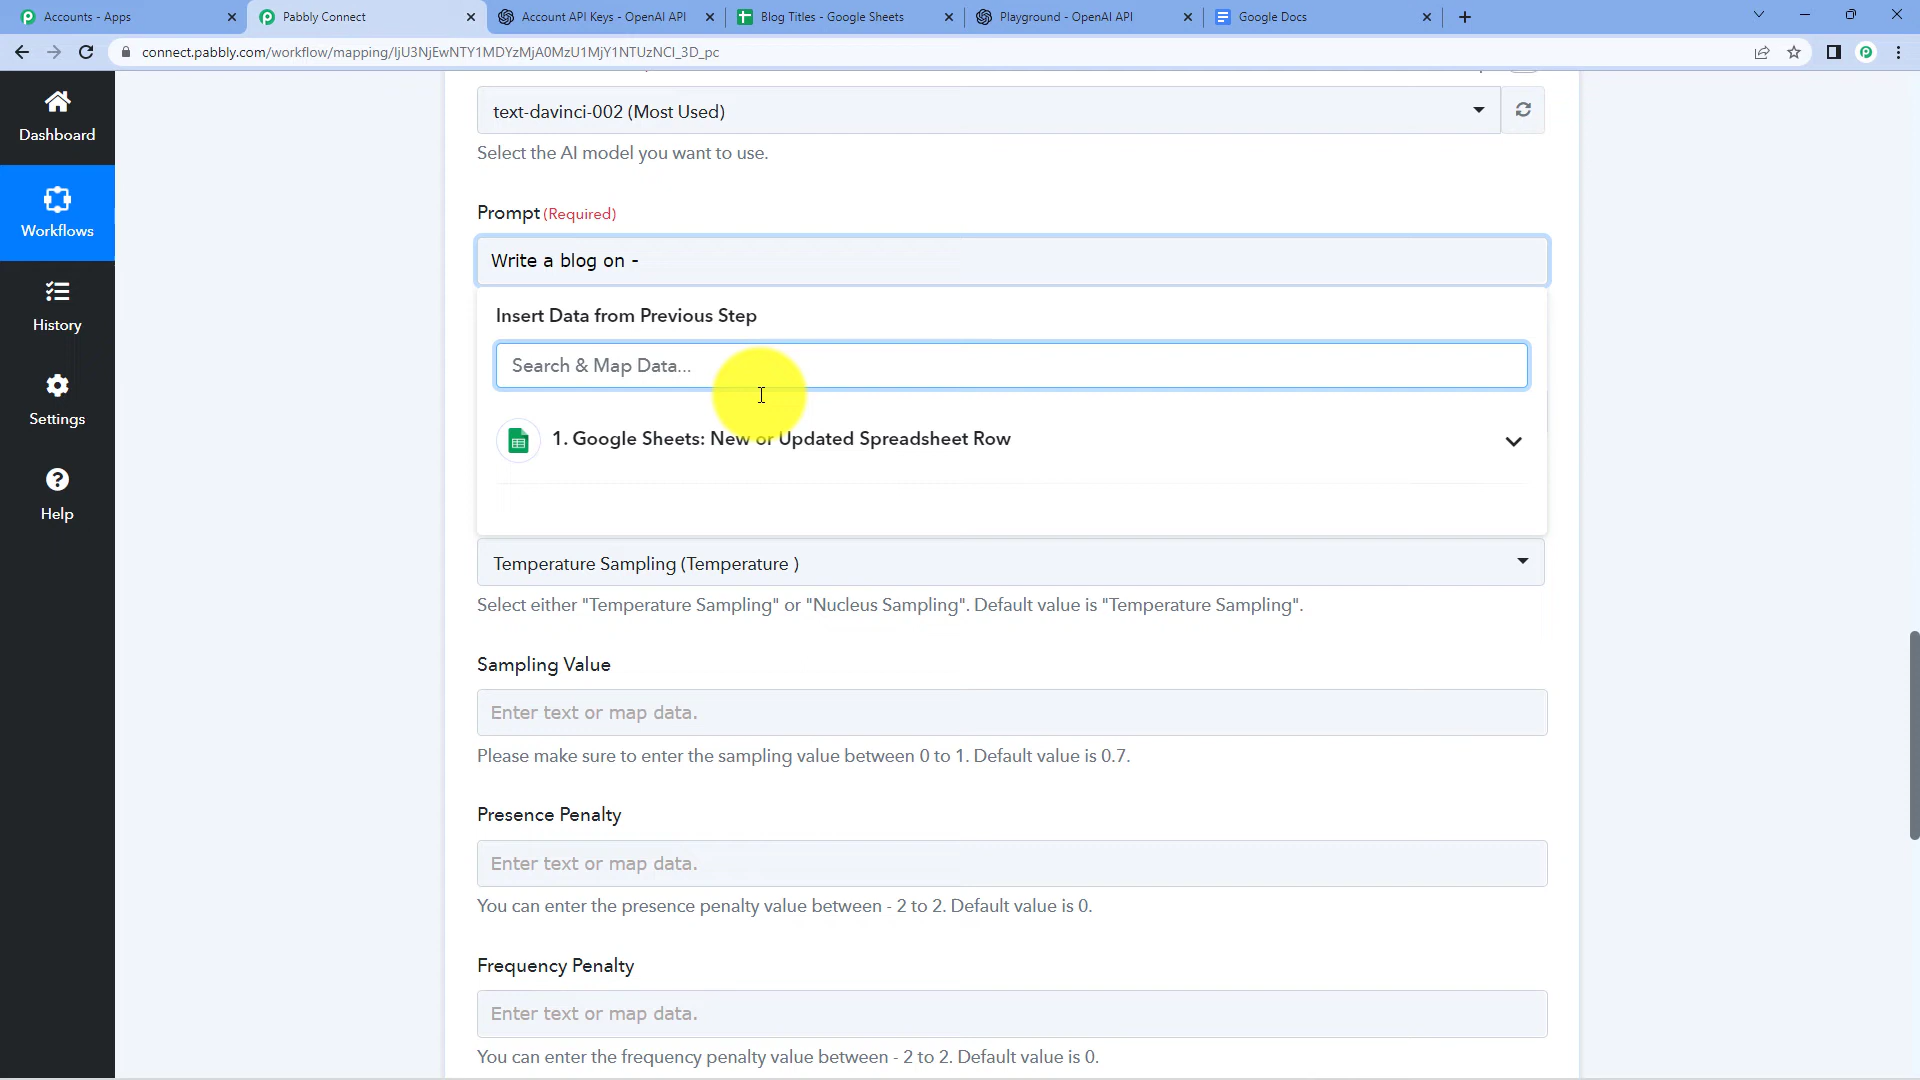 Accounts - Apps
Pabbly Connect
Account API Keys - OpenAI API
Blog Titles - Google Sheets
Playground - OpenAI API
Google Docs
connect.pabbly.com/workflow/mapping/IjU3NjEwNTY1MDYzMjA0MzU1MjY1NTUzNCI_3D_pc
Dashboard
Workflows
History
Settings
Help
text-davinci-002 (Most Used)
Select the AI model you want to use.
Prompt (Required)
Write a blog on -
Insert Data from Previous Step
Search & Map Data...
1. Google Sheets: New or Updated Spreadsheet Row
Temperature Sampling (Temperature )
Select either "Temperature Sampling" or "Nucleus Sampling". Default value is "Temperature Sampling".
Sampling Value
Enter text or map data.
Please make sure to enter the sampling value between 0 to 1. Default value is 0.7.
Presence Penalty
Enter text or map data.
You can enter the presence penalty value between - 2 to 2. Default value is 0.
Frequency Penalty
Enter text or map data.
You can enter the frequency penalty value between - 2 to 2. Default value is 0.